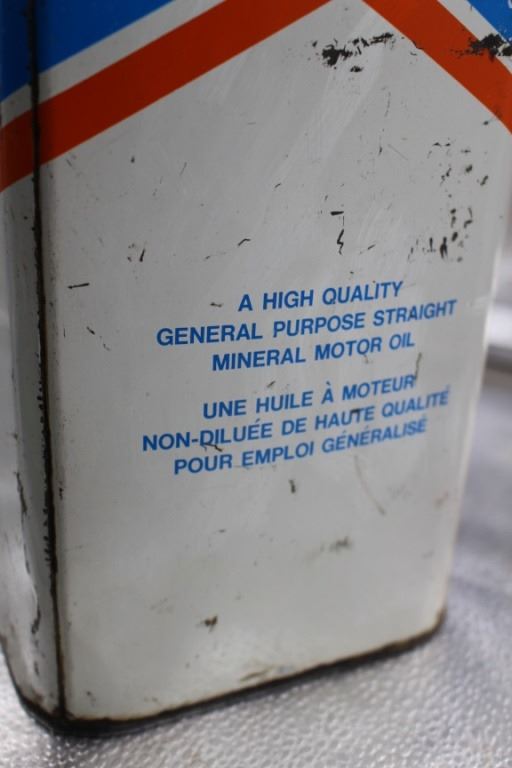 A HIGH QUALITY
GENERAL PURPOSE STRAIGHT
MINERAL MOTOR OIL
UNE HUILE À MOTEUR
NON-DILUÉE DE HAUTE QUALITÉ
POUR EMPLOI GÉNÉRALISÉ